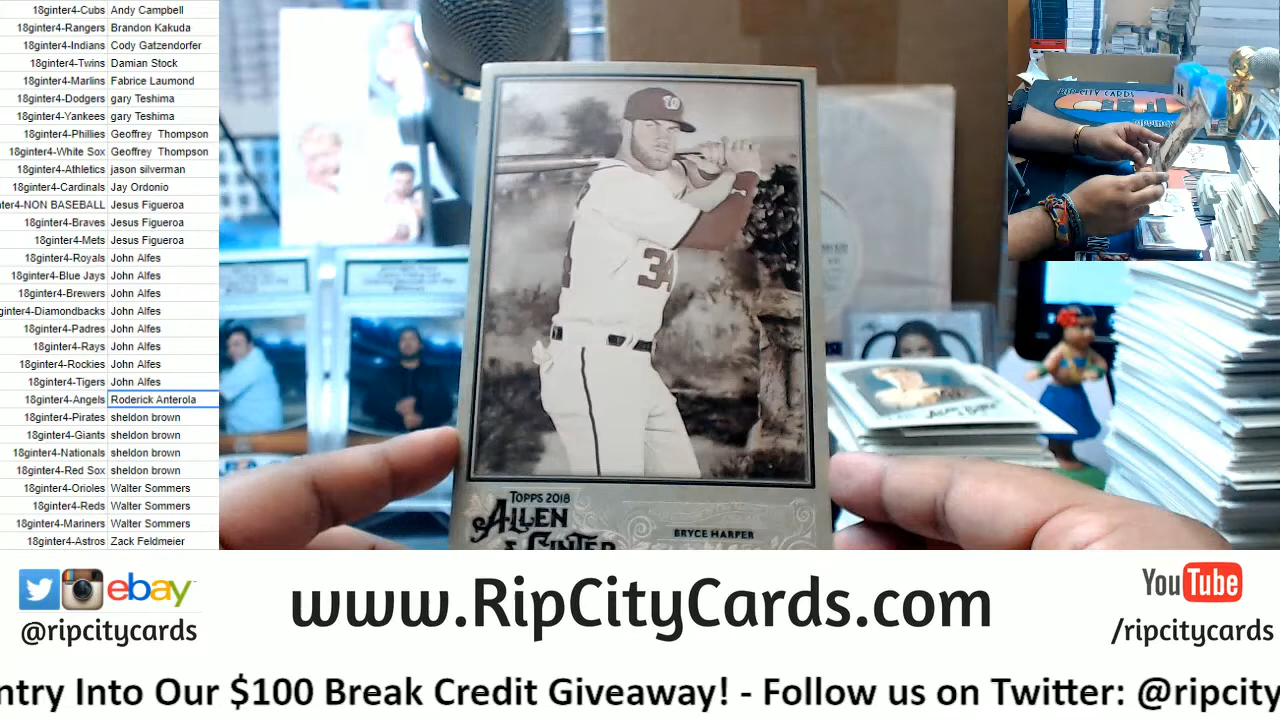 18ginter4-Cubs Andy Campbell
18ginter4-Rangers Brandon Kakuda
18ginter4-Indians Cody Gatzendorfer
18ginter4-Twins Damian Stock
18ginter4-Marlins Fabrice Laumond
18ginter4-Dodgers gary Teshima
18ginter4-Yankees gary Teshima
18ginter4-Phillies Geoffrey Thompson
18ginter4-White Sox Geoffrey Thompson
18ginter4-Athletics jason silverman
18ginter4-Cardinals Jay Ordonio
nter4-NON BASEBALL Jesus Figueroa
18ginter4-Braves Jesus Figueroa
18ginter4-Mets Jesus Figueroa
18ginter4-Royals John Alfes
18ginter4-Blue Jays John Alfes
18ginter4-Brewers John Alfes
ginter4-Diamondbacks John Alfes
18ginter4-Padres John Alfes
18ginter4-Rays John Alfes
18ginter4-Rockies John Alfes
18ginter4-Tigers John Alfes
18ginter4-Angels Roderick Anterola
18ginter4-Pirates sheldon brown
18ginter4-Giants sheldon brown
18ginter4-Nationals sheldon brown
18ginter4-Red Sox sheldon brown
18ginter4-Orioles Walter Sommers
18ginter4-Reds Walter Sommers
18ginter4-Mariners Walter Sommers
18ginter4-Astros Zack Feldmeier
W
34
TOPPS 2018
ALLEN
& GINTER
BRYCE HARPER
RIP CITY CARDS
ebay
@ripcitycards
www.RipCityCards.com
YouTube
/ripcitycards
ntry Into Our $100 Break Credit Giveaway! - Follow us on Twitter: @ripcity